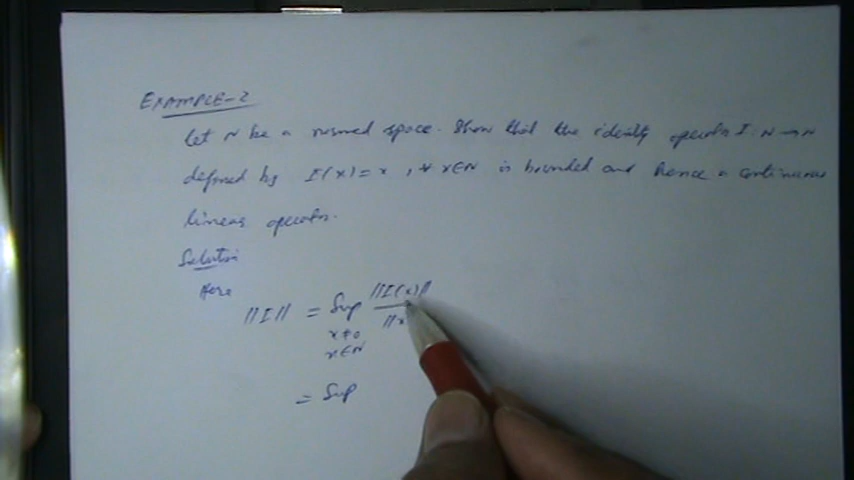 EXAMPLE-2
Let N be a normed space. Show that the identity operator I: N→N
defined by I(x) = x, ∀ x∈N is bounded and hence a continuous
linear operator.
Solution
Here
||I|| = Sup ||I(x)|| / ||x
x≠0
x∈N
= Sup